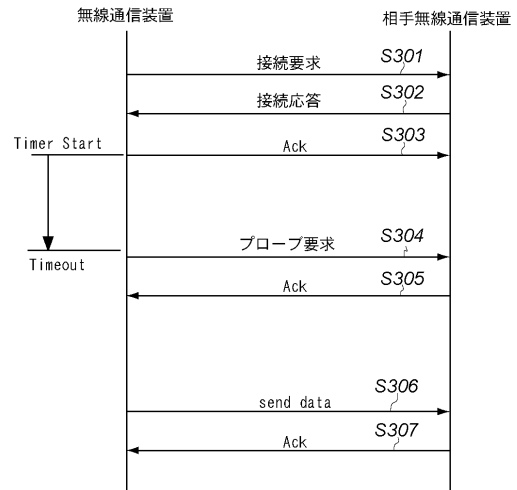 無線通信装置
相手無線通信装置
接続要求
S301
接続応答
S302
Timer Start
Ack
S303
プローブ要求
S304
Timeout
Ack
S305
send data
S306
Ack
S307